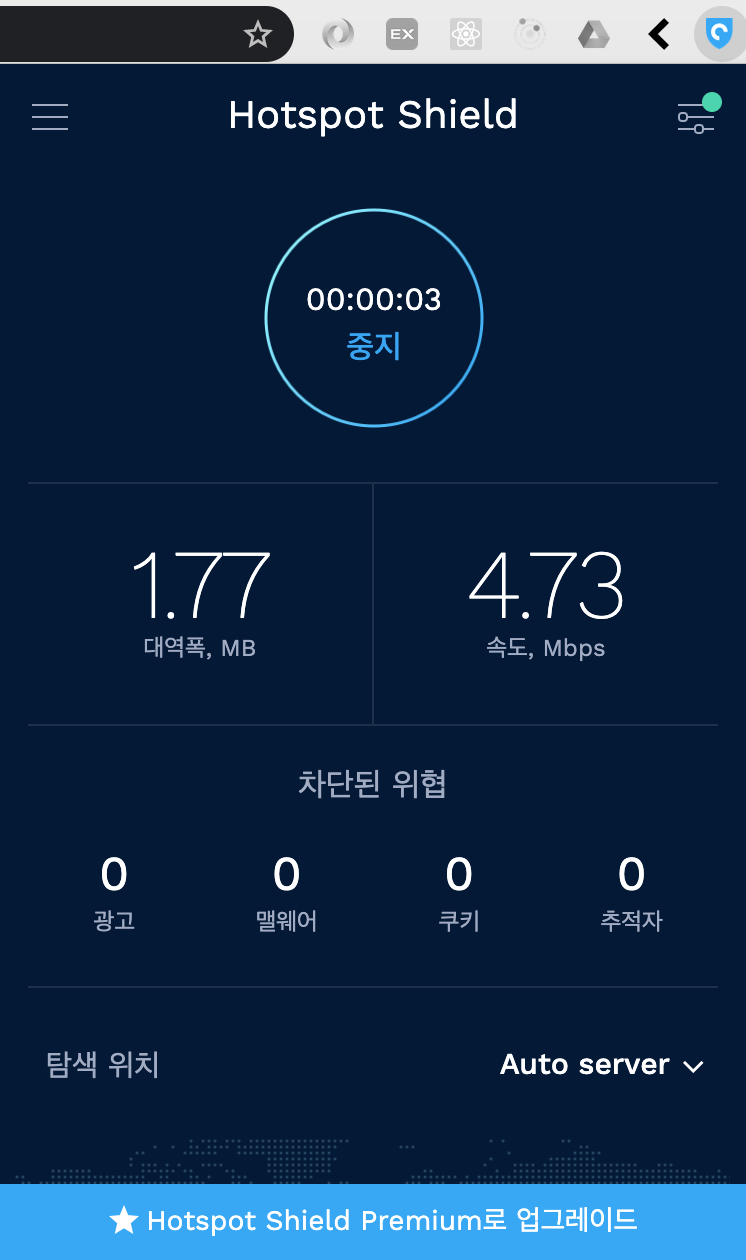 EX
Hotspot Shield
00:00:03
중지
1.77
대역폭, MB
4.73
속도, Mbps
차단된 위협
0
광고
0
맬웨어
0
쿠키
0
추적자
탐색 위치
Auto server
Hotspot Shield Premium로 업그레이드